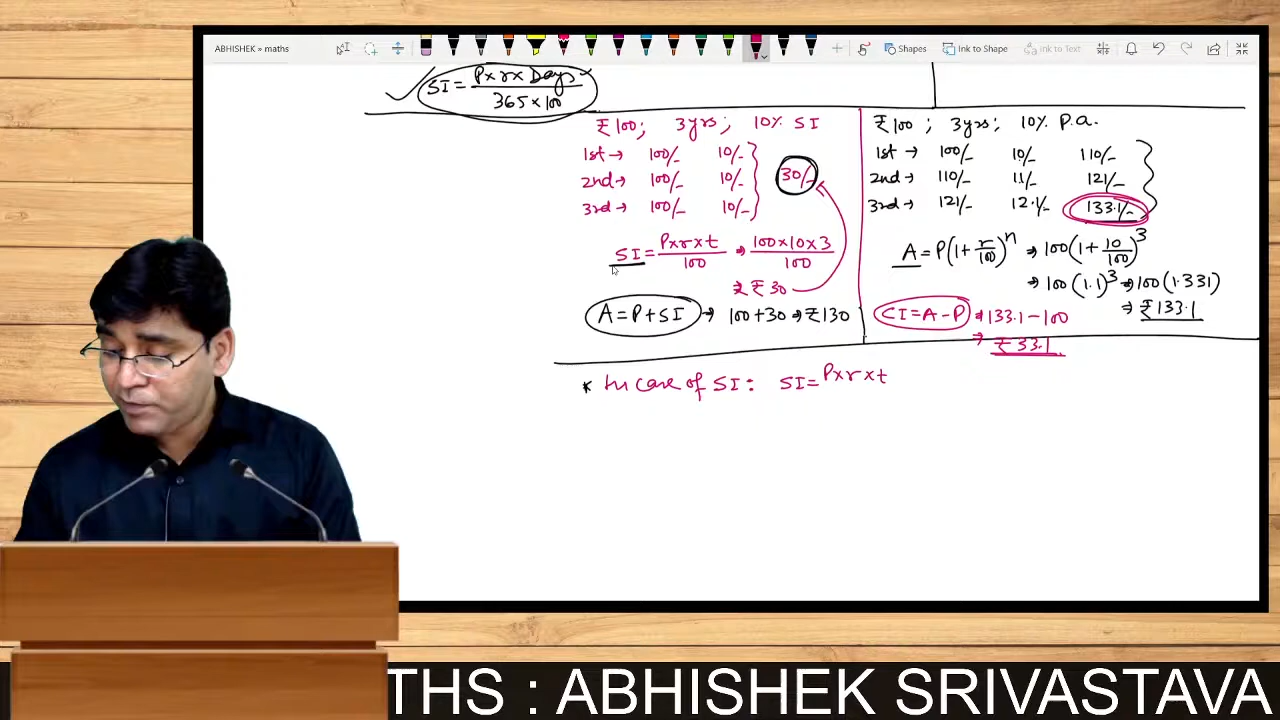 ABHISHEK » maths
Shapes Ink to Shape Ink to Text
SI = P×r×Days / 365×100
₹100; 3yrs; 10% SI
1st → 100/- 10/-
2nd → 100/- 10/- 30/-
3rd → 100/- 10/-
SI = P×r×t / 100 → 100×10×3 / 100
₹30
A = P+SI → 100+30 → ₹130
₹100 ; 3yrs; 10% P.a.
1st → 100/- 10/- 110/-
2nd → 110/- 11/- 121/-
3rd → 121/- 12.1/- 133.1/-
A = P(1+r/100)^n → 100(1+10/100)^3
→ 100(1.1)^3 → 100(1.331)
→ ₹133.1
CI = A-P → 133.1-100
→ ₹33.1
* In case of SI: SI = P×r×t
THS : ABHISHEK SRIVASTAVA